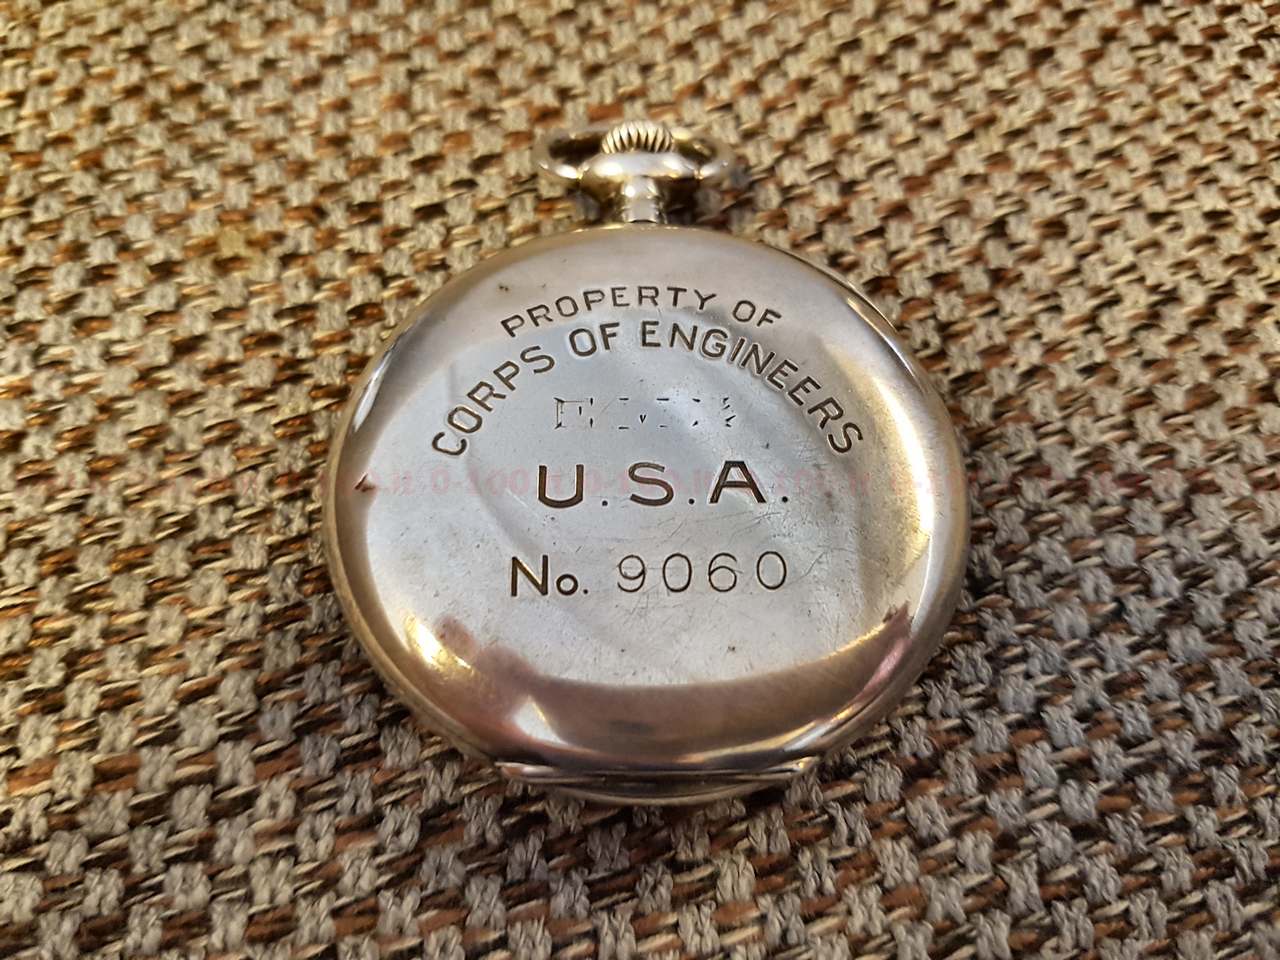 PROPERTY OF
CORPS OF ENGINEERS
U.S.A.
No. 9060